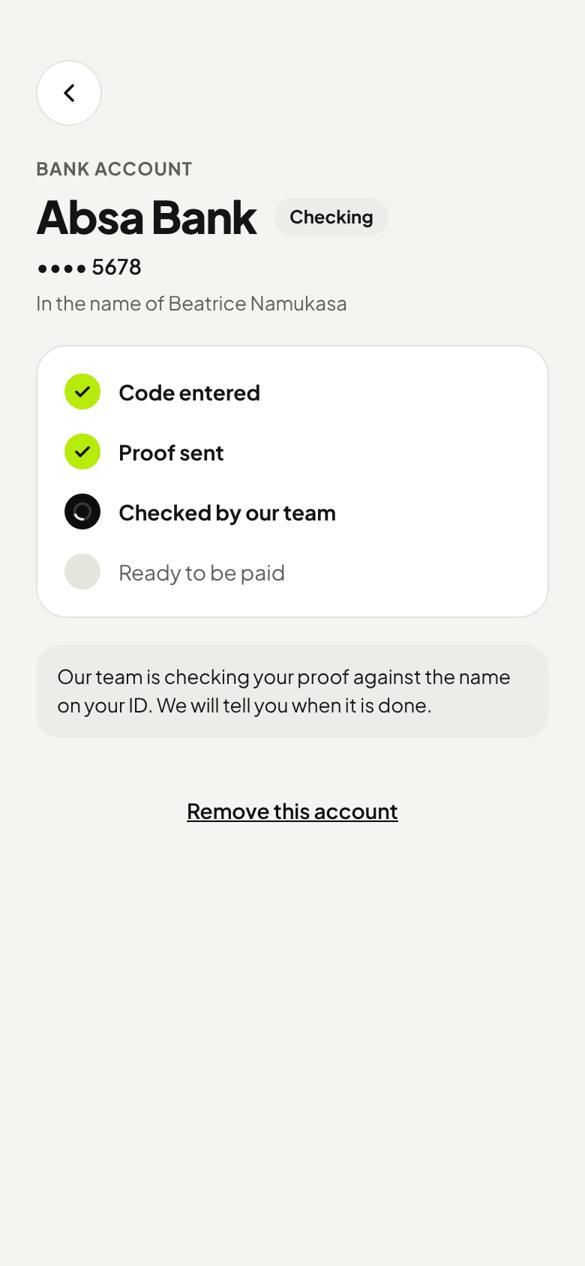 BANK ACCOUNT
Absa Bank Checking
•••• 5678
In the name of Beatrice Namukasa
Code entered
Proof sent
Checked by our team
Ready to be paid
Our team is checking your proof against the name
on your ID. We will tell you when it is done.
Remove this account